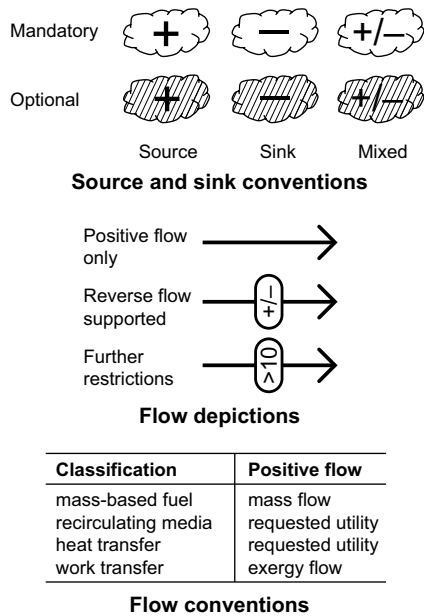 Mandatory + − +/−
Optional + − +/−
Source Sink Mixed
Source and sink conventions
Positive flow
only
Reverse flow
supported
+/−
Further
restrictions
>10
Flow depictions
Classification Positive flow
mass-based fuel mass flow
recirculating media requested utility
heat transfer requested utility
work transfer exergy flow
Flow conventions